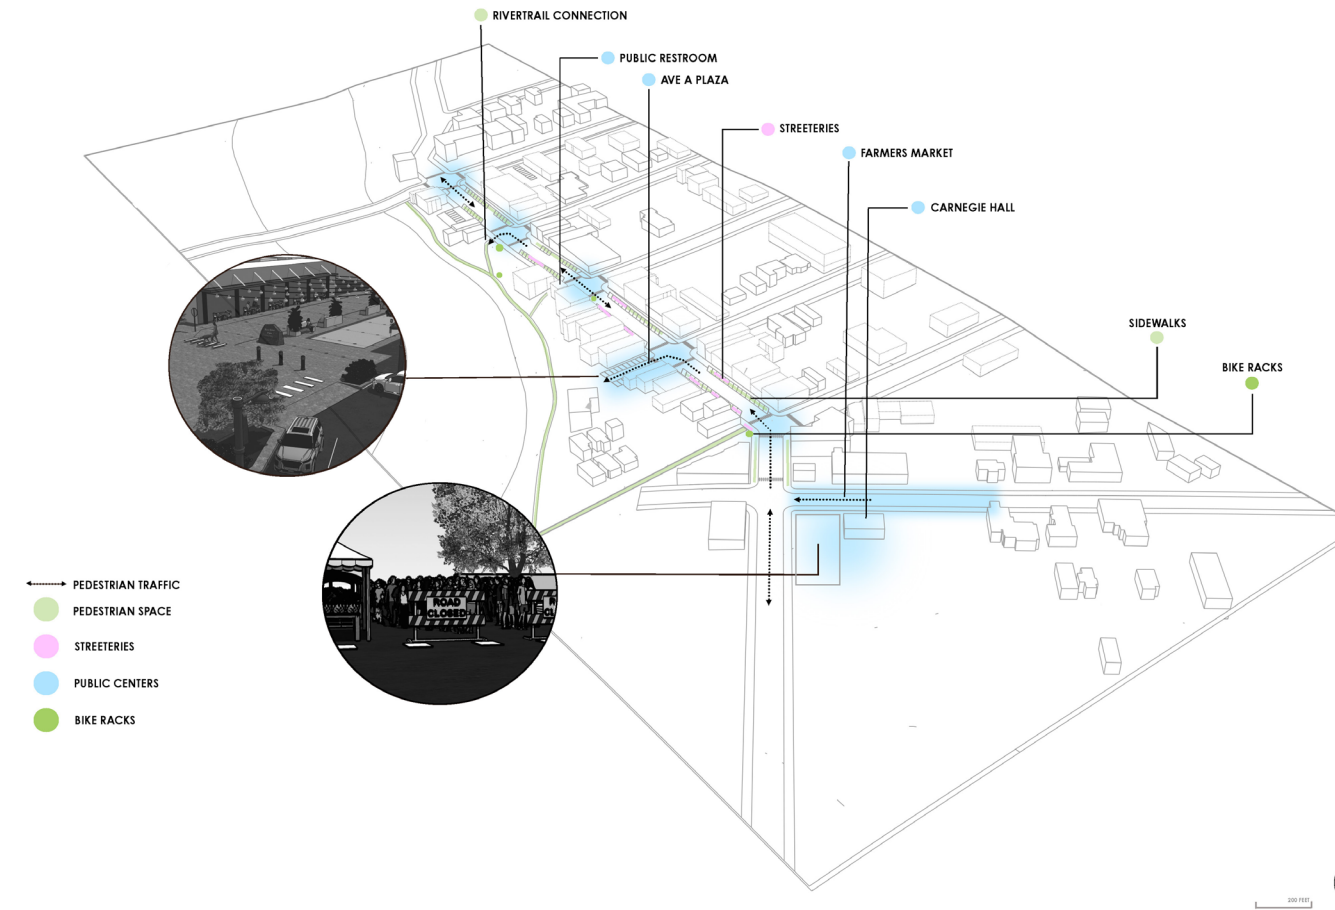 RIVERTRAIL CONNECTION
PUBLIC RESTROOM
AVE A PLAZA
STREETERIES
FARMERS MARKET
CARNEGIE HALL
SIDEWALKS
BIKE RACKS
ROAD
CLOSED
PEDESTRIAN TRAFFIC
PEDESTRIAN SPACE
STREETERIES
PUBLIC CENTERS
BIKE RACKS
200 FEET